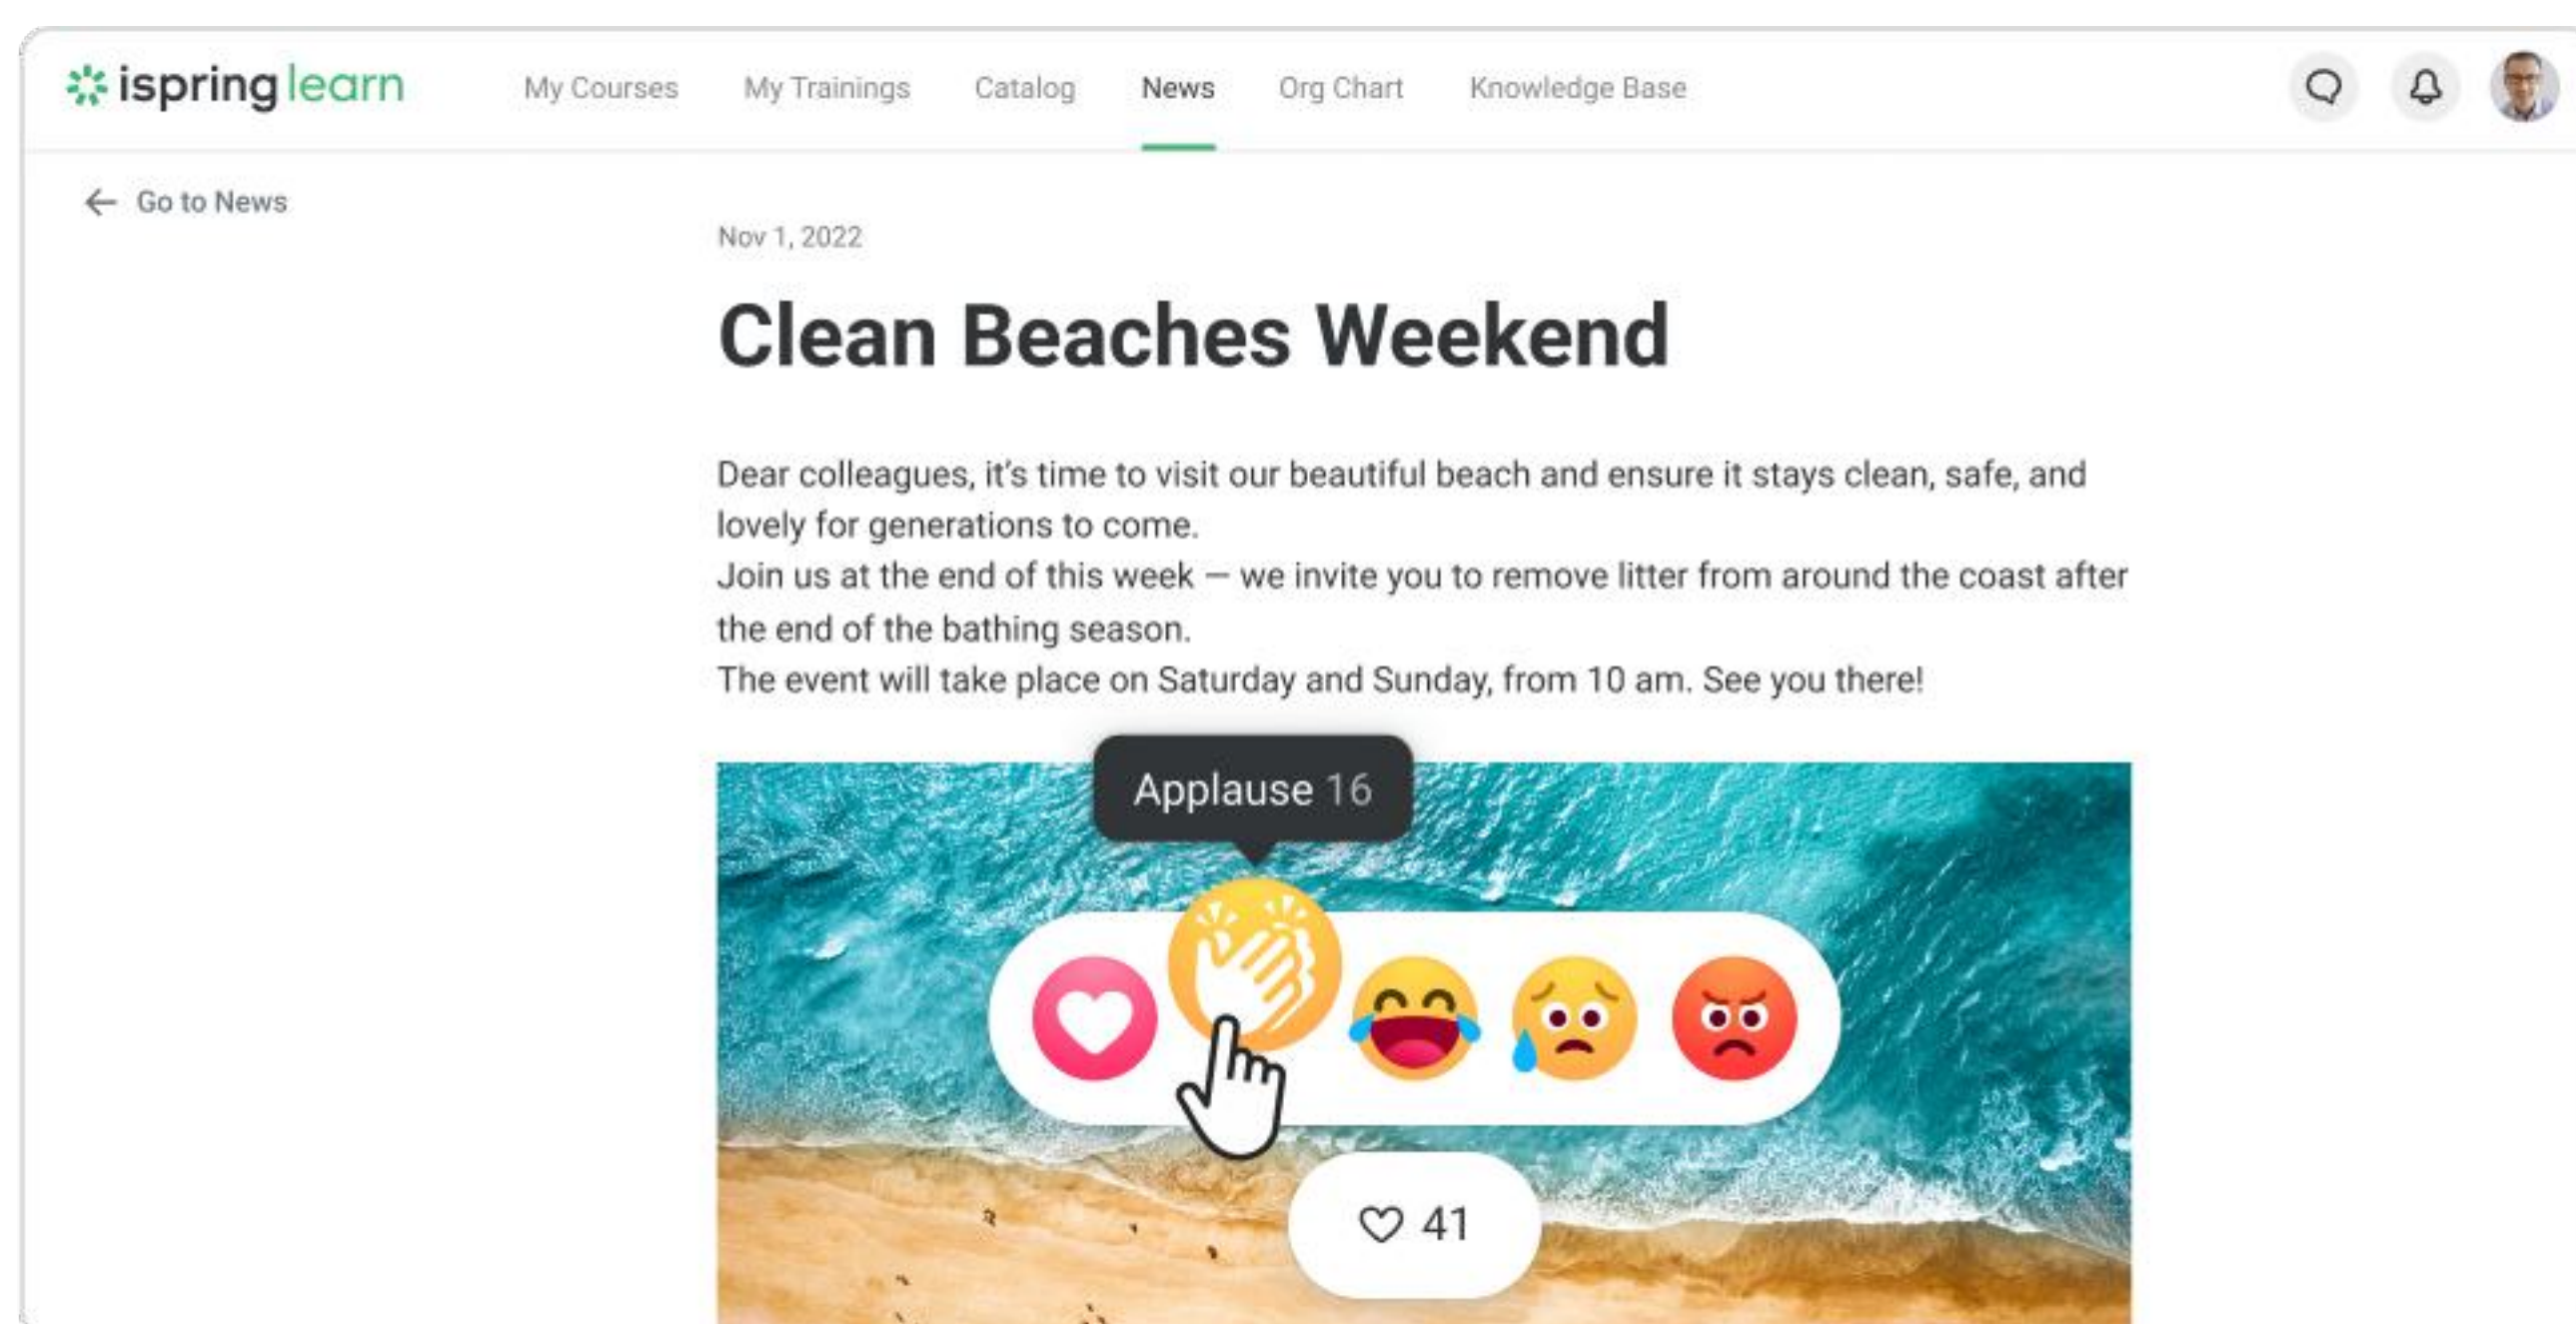 ispring learn My Courses My Trainings Catalog News Org Chart Knowledge Base
Go to News
Nov 1, 2022
Clean Beaches Weekend
Dear colleagues, it’s time to visit our beautiful beach and ensure it stays clean, safe, and
lovely for generations to come.
Join us at the end of this week — we invite you to remove litter from around the coast after
the end of the bathing season.
The event will take place on Saturday and Sunday, from 10 am. See you there!
Applause 16
41